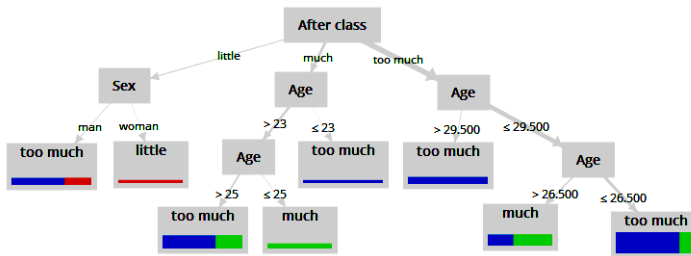 After class
little
much
too much
Sex
Age
Age
man
woman
> 23
≤ 23
> 29.500
≤ 29.500
too much
little
Age
too much
too much
Age
> 25
≤ 25
> 26.500
≤ 26.500
too much
much
much
too much